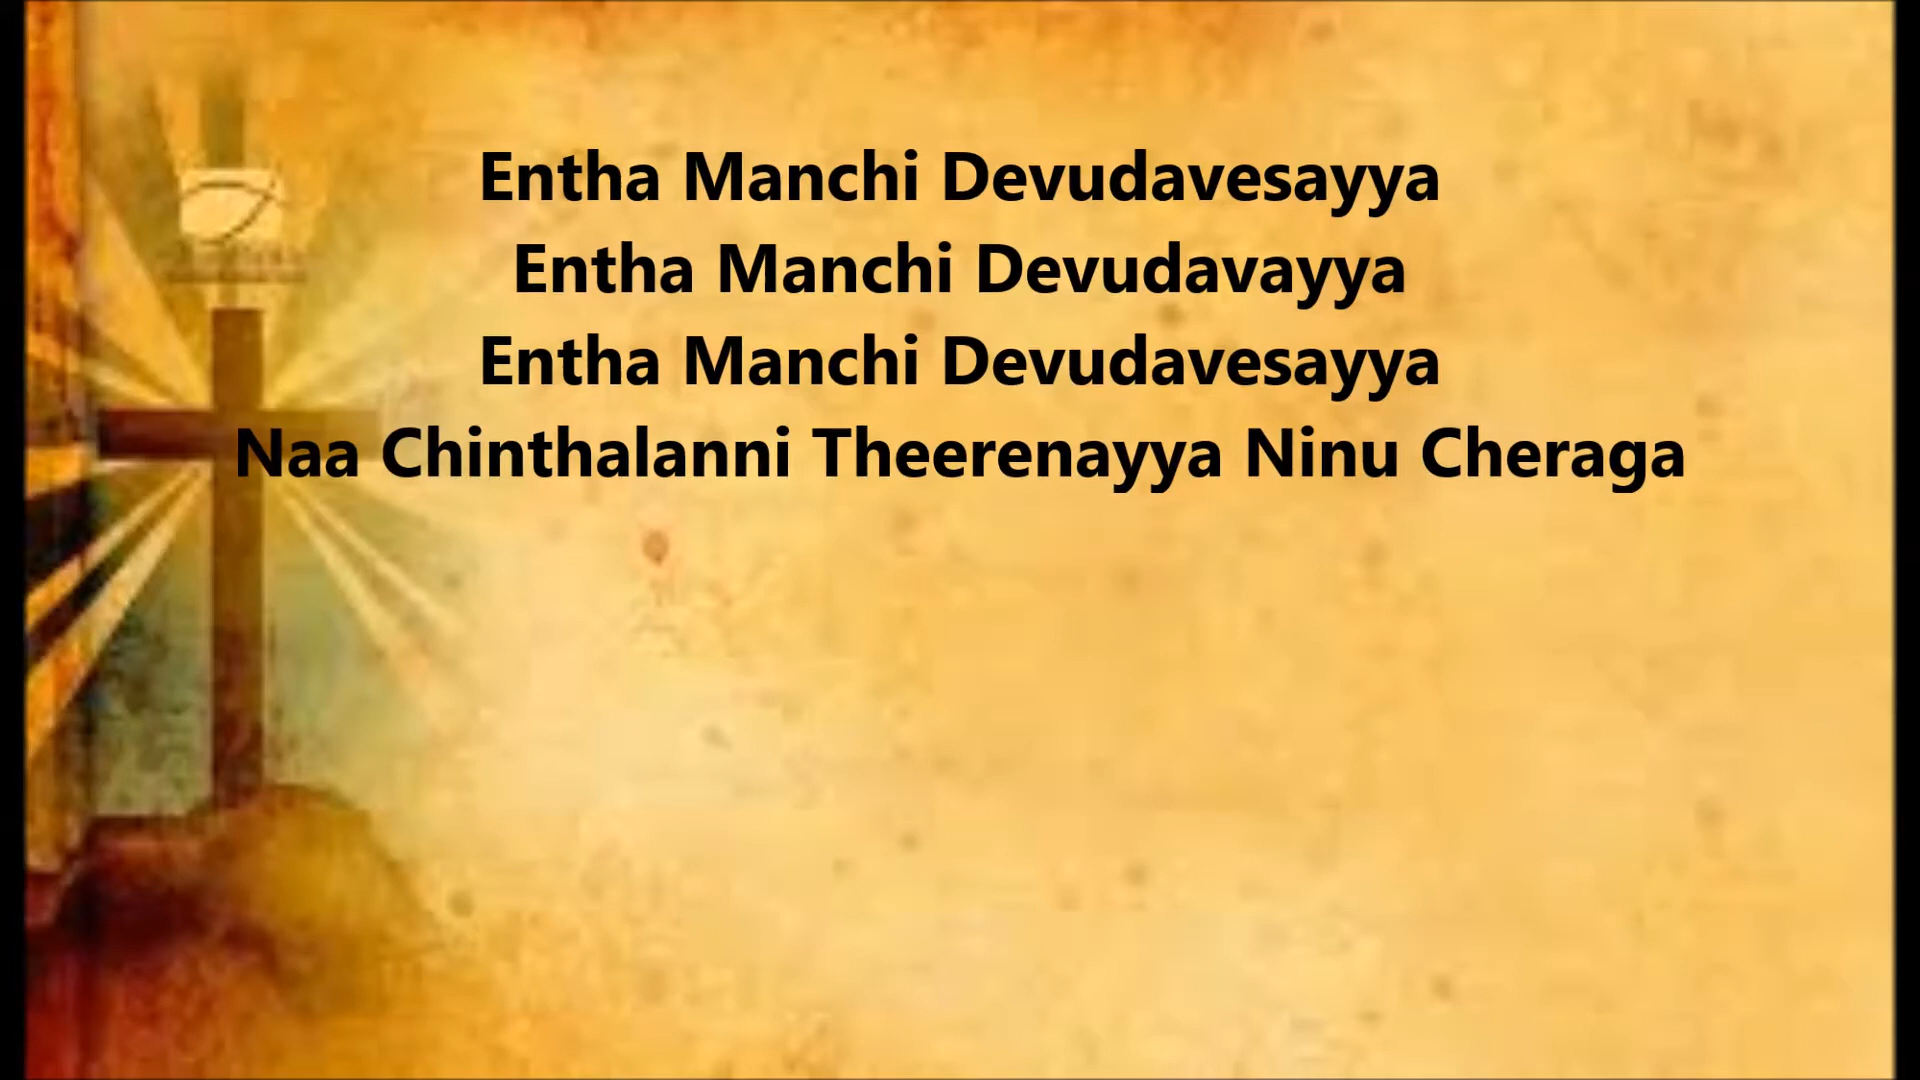 Entha Manchi Devudavesayya
Entha Manchi Devudavayya
Entha Manchi Devudavesayya
Naa Chinthalanni Theerenayya Ninu Cheraga